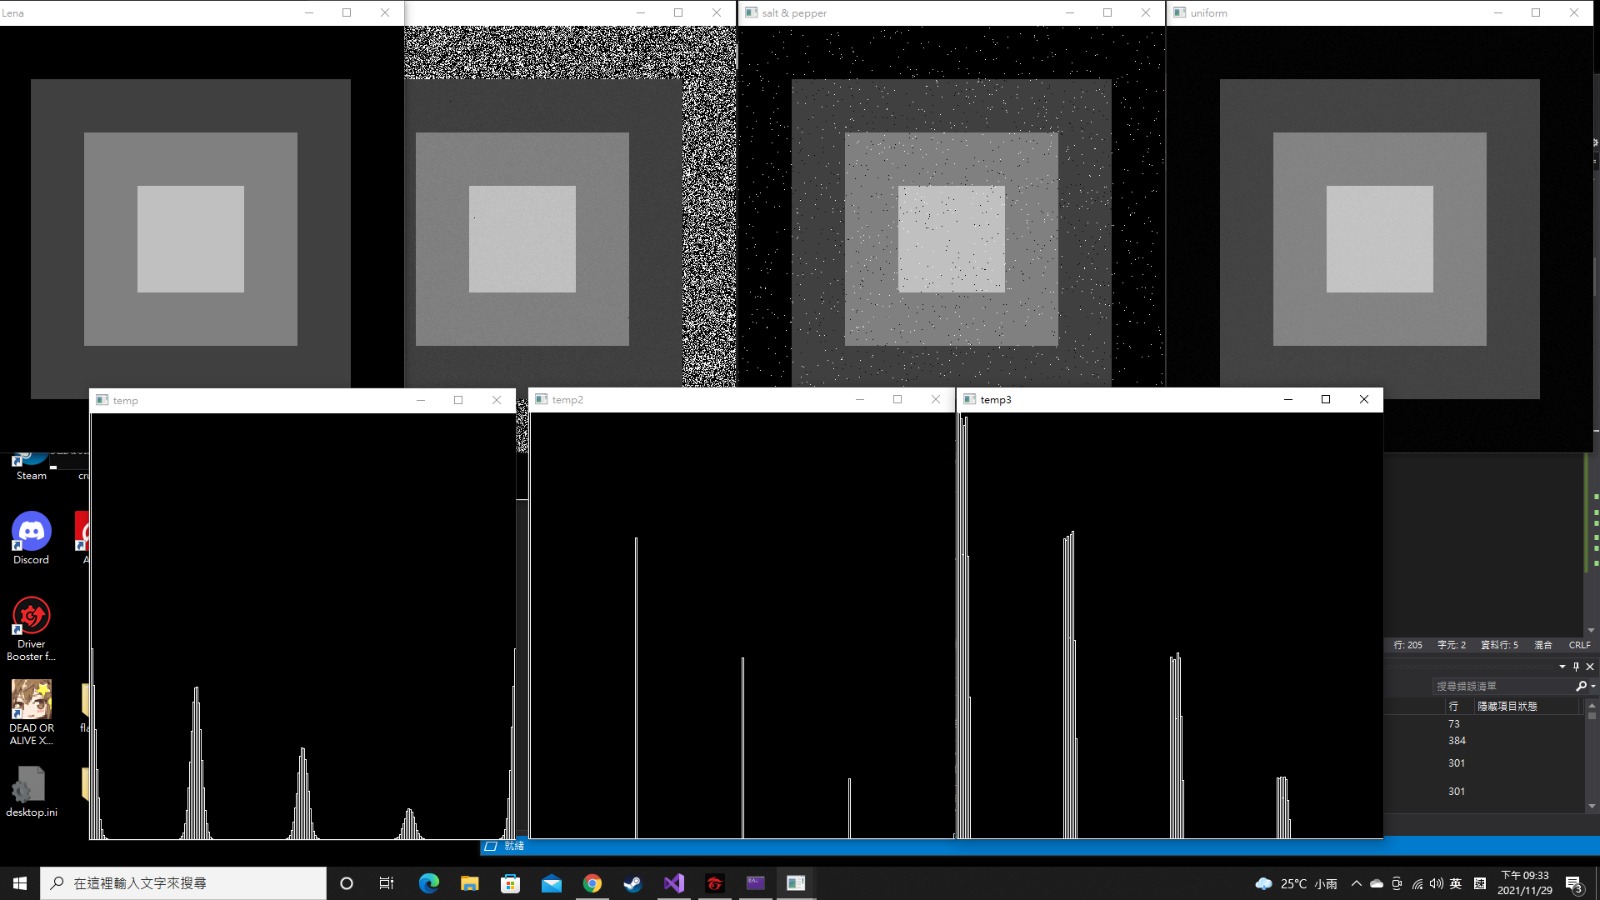 Lena
salt & pepper
uniform
temp
temp2
temp3
Steam
Discord
Driver
Booster f...
DEAD OR
ALIVE X...
desktop.ini
行: 205
字元: 2
資料行: 5
混合
CRLF
搜尋錯誤清單
行
隱藏項目狀態
73
384
301
301
就緒
在這裡輸入文字來搜尋
25°C 小雨
英
下午 09:33
2021/11/29
3